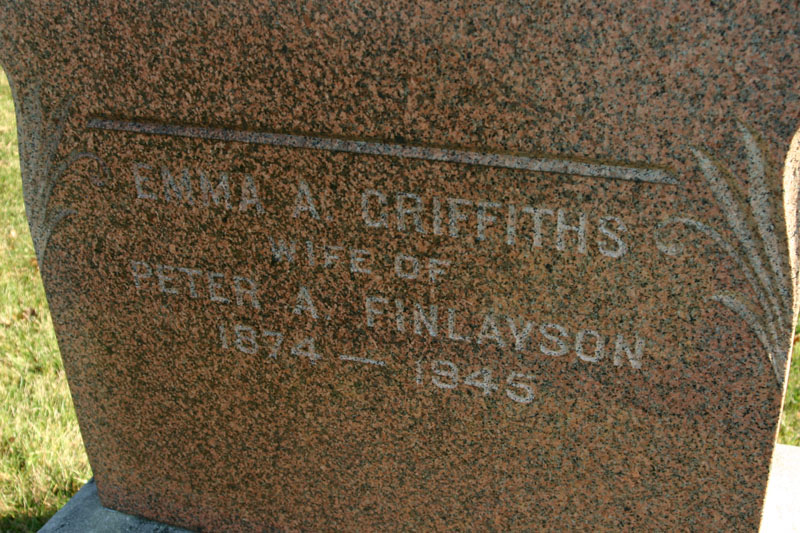 EMMA A. GRIFFITHS
WIFE OF
PETER A. FINLAYSON
1874 — 1945